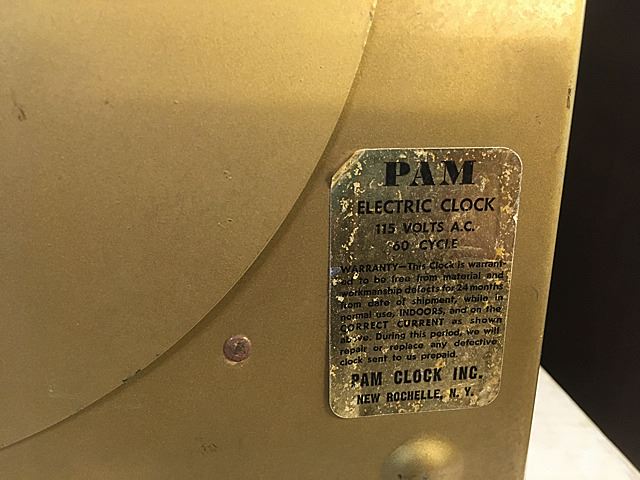 PAM
ELECTRIC CLOCK
115 VOLTS A.C.
60 CYCLE
WARRANTY—This Clock is warrant-
ed to be free from material and
workmanship defects for 24 months
from date of shipment, while in
normal use, INDOORS, and on the
CORRECT CURRENT as shown
above. During this period, we will
repair or replace any defective
clock sent to us prepaid.
PAM CLOCK INC.
NEW ROCHELLE, N. Y.